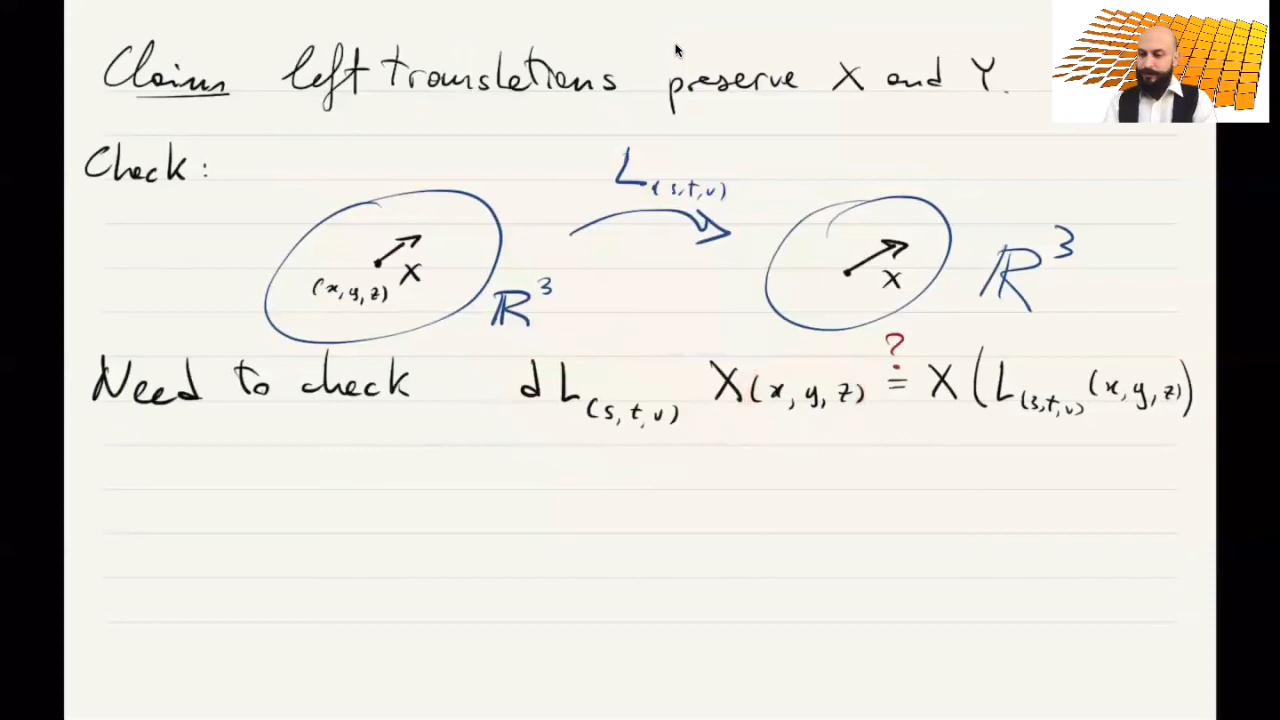 Claim left translations preserve X and Y.
Check:
L(s,t,v)
(x,y,z) X
X
ℝ³
ℝ³
Need to check dL(s,t,v) X(x,y,z) ?= X(L(s,t,v)(x,y,z))